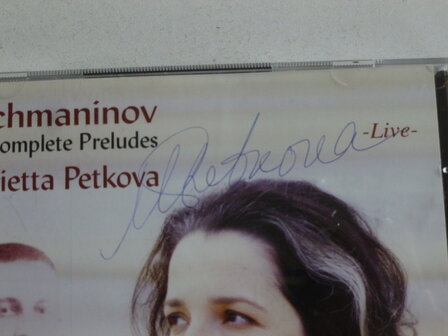 chmaninov
omplete Preludes
-Live-
ietta Petkova
Petkova